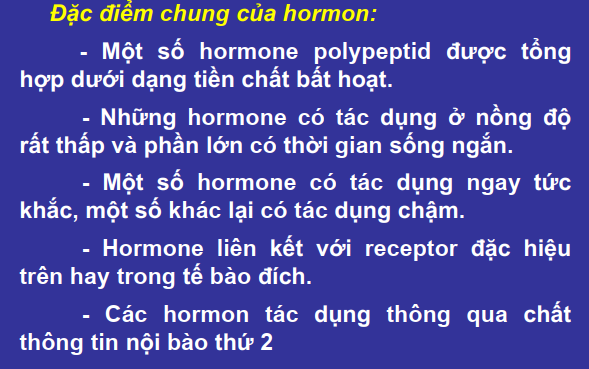 Đặc điểm chung của hormon:
- Một số hormone polypeptid được tổng
hợp dưới dạng tiền chất bất hoạt.
- Những hormone có tác dụng ở nồng độ
rất thấp và phần lớn có thời gian sống ngắn.
- Một số hormone có tác dụng ngay tức
khắc, một số khác lại có tác dụng chậm.
- Hormone liên kết với receptor đặc hiệu
trên hay trong tế bào đích.
- Các hormon tác dụng thông qua chất
thông tin nội bào thứ 2